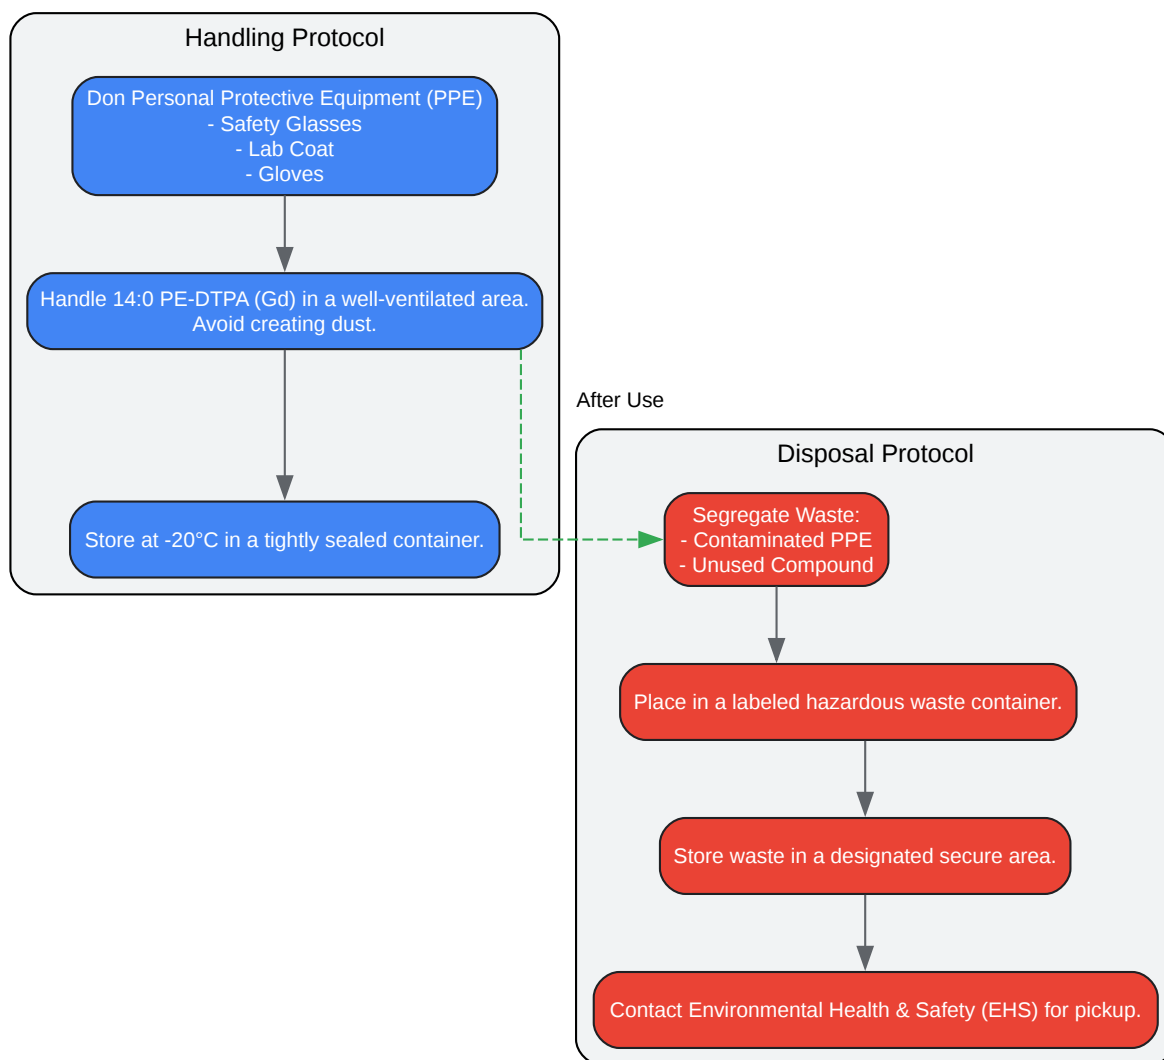 Handling Protocol
Don Personal Protective Equipment (PPE)
- Safety Glasses
- Lab Coat
- Gloves
Handle 14:0 PE-DTPA (Gd) in a well-ventilated area.
Avoid creating dust.
Store at -20°C in a tightly sealed container.
After Use
Disposal Protocol
Segregate Waste:
- Contaminated PPE
- Unused Compound
Place in a labeled hazardous waste container.
Store waste in a designated secure area.
Contact Environmental Health & Safety (EHS) for pickup.